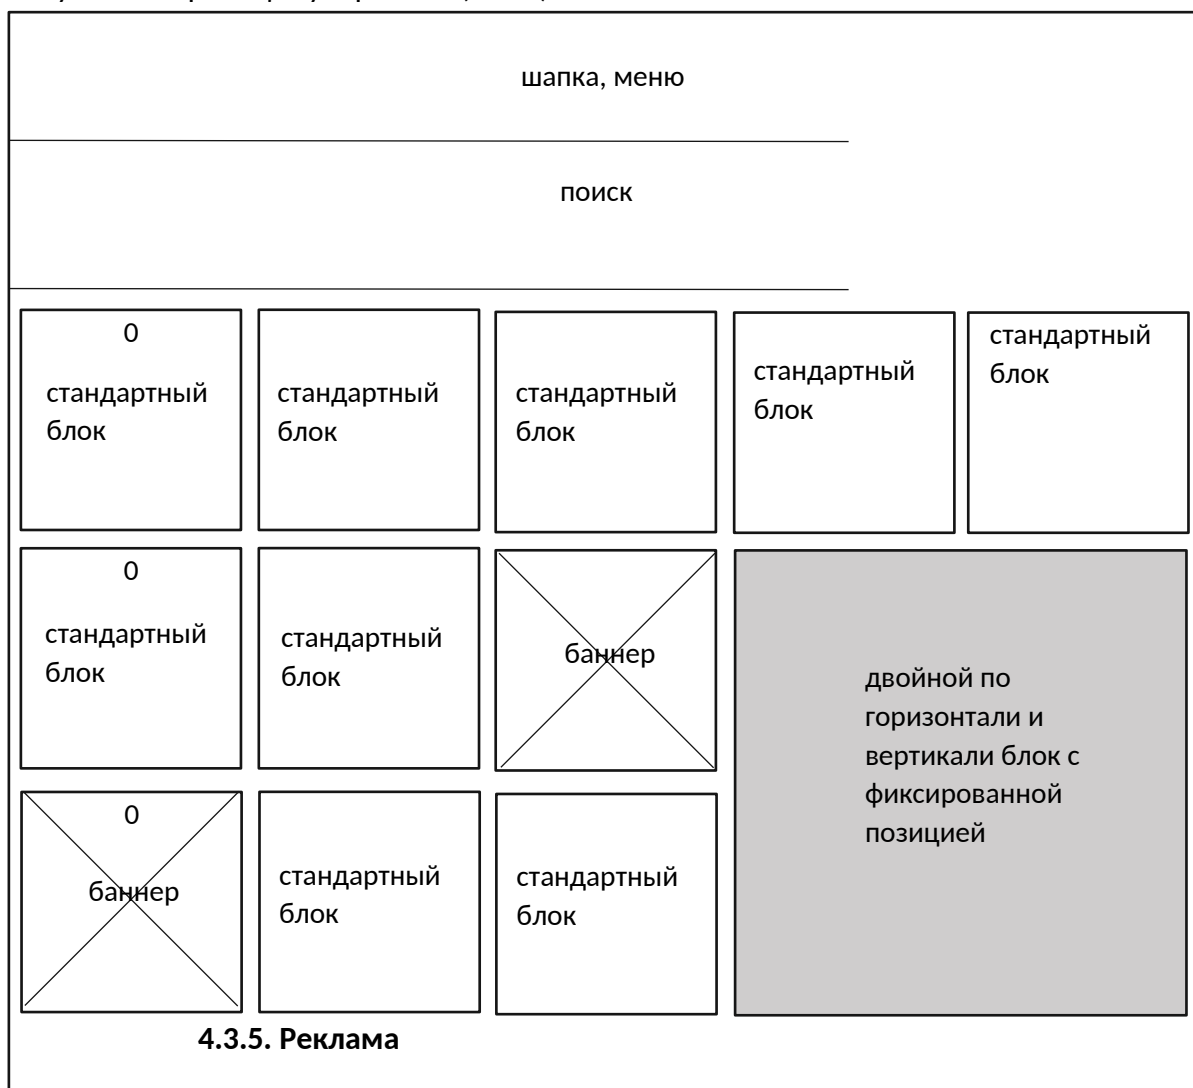 шапка, меню
поиск
0
стандартный
блок
стандартный
блок
стандартный
блок
стандартный
блок
стандартный
блок
0
стандартный
блок
стандартный
блок
баннер
двойной по
горизонтали и
вертикали блок с
фиксированной
позицией
0
баннер
стандартный
блок
стандартный
блок
4.3.5. Реклама